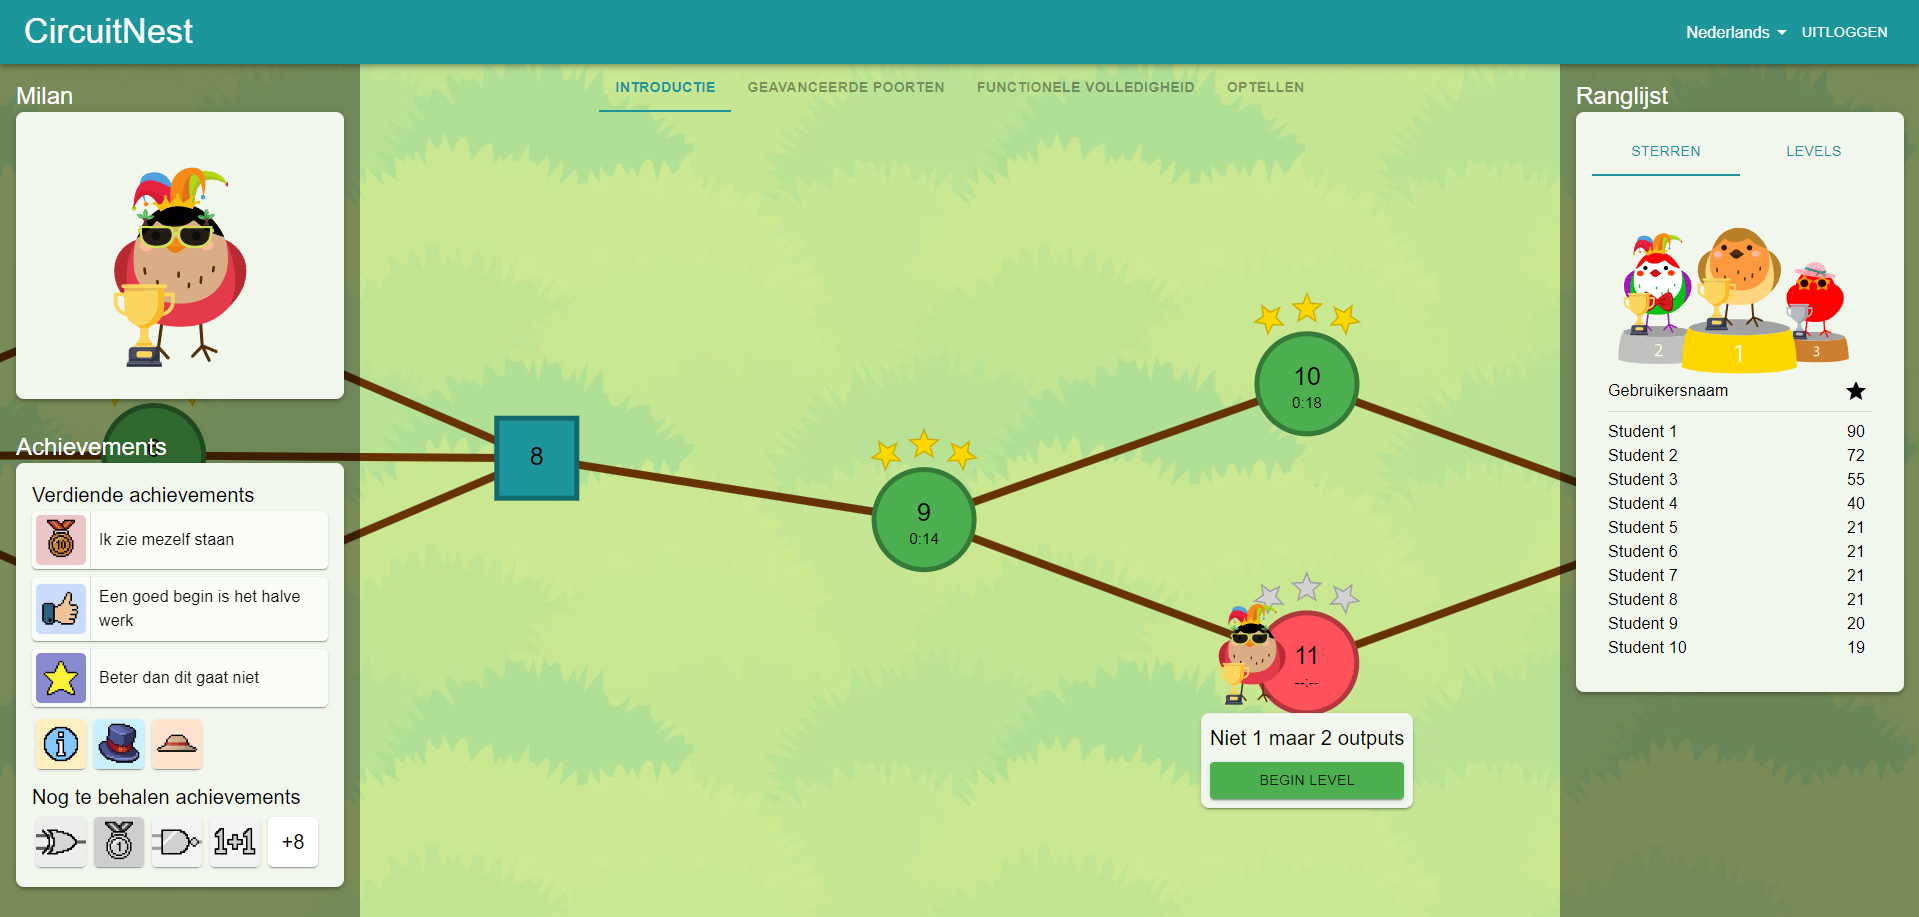 CircuitNest
Nederlands
UITLOGGEN
Milan
INTRODUCTIE
GEAVANCEERDE POORTEN
FUNCTIONELE VOLLEDIGHEID
OPTELLEN
Ranglijst
STERREN
LEVELS
2
1
3
Gebruikersnaam
Student 1 90
Student 2 72
Student 3 55
Student 4 40
Student 5 21
Student 6 21
Student 7 21
Student 8 21
Student 9 20
Student 10 19
Achievements
Verdiende achievements
10
Ik zie mezelf staan
Een goed begin is het halve
werk
Beter dan dit gaat niet
i
Nog te behalen achievements
1
1+1
+8
8
9
0:14
10
0:18
11
--:--
Niet 1 maar 2 outputs
BEGIN LEVEL